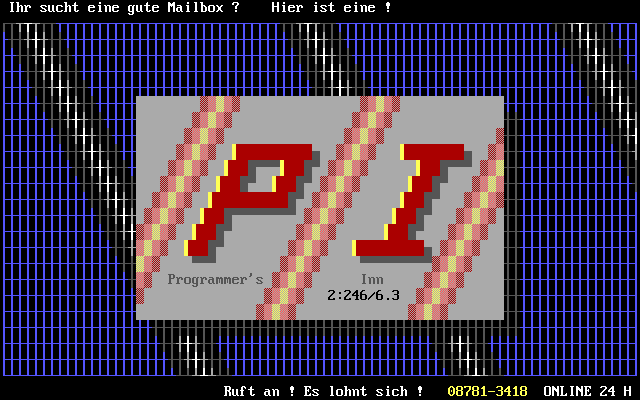 Ihr sucht eine gute Mailbox ? Hier ist eine !
PI
Programmer's Inn
2:246/6.3
Ruft an ! Es lohnt sich ! 08781-3418 ONLINE 24 H